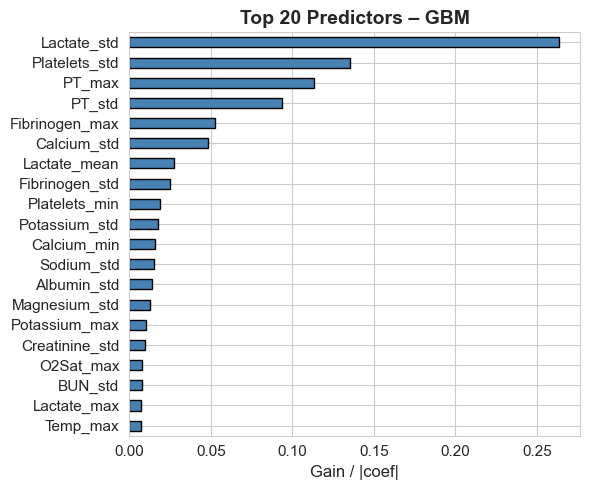 Top 20 Predictors – GBM
Lactate_std
Platelets_std
PT_max
PT_std
Fibrinogen_max
Calcium_std
Lactate_mean
Fibrinogen_std
Platelets_min
Potassium_std
Calcium_min
Sodium_std
Albumin_std
Magnesium_std
Potassium_max
Creatinine_std
O2Sat_max
BUN_std
Lactate_max
Temp_max
0.00 0.05 0.10 0.15 0.20 0.25
Gain / |coef|